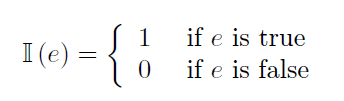 𝕀(e) = { 1 if e is true
0 if e is false